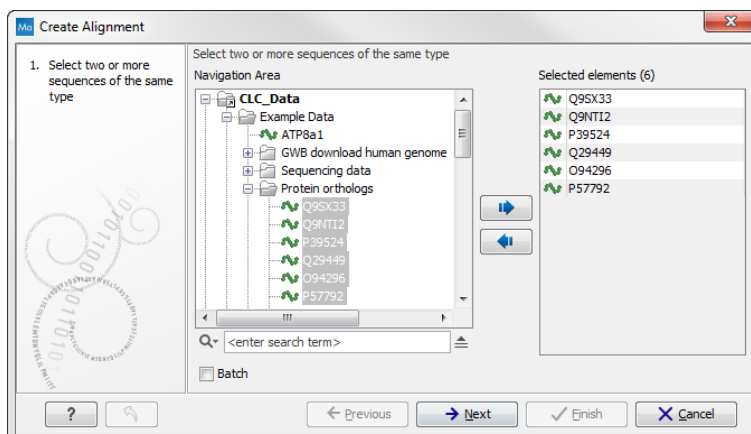 Ma Create Alignment
1. Select two or more
sequences of the same
type
Select two or more sequences of the same type
Navigation Area
CLC_Data
Example Data
ATP8a1
GWB download human genome
Sequencing data
Protein orthologs
Q9SX33
Q9NTI2
P39524
Q29449
O94296
P57792
<enter search term>
Batch
Selected elements (6)
Q9SX33
Q9NTI2
P39524
Q29449
O94296
P57792
?
Previous
Next
Finish
Cancel